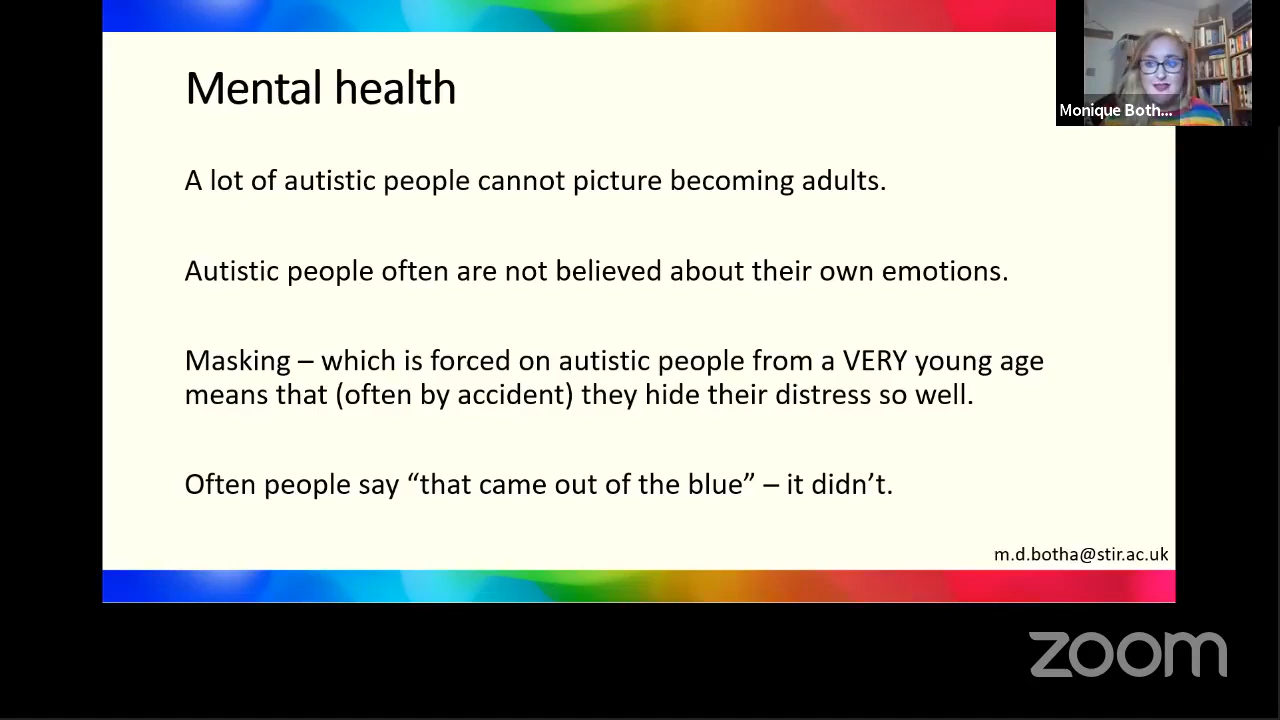 Mental health
Monique Both...
A lot of autistic people cannot picture becoming adults.
Autistic people often are not believed about their own emotions.
Masking – which is forced on autistic people from a VERY young age
means that (often by accident) they hide their distress so well.
Often people say “that came out of the blue” – it didn’t.
m.d.botha@stir.ac.uk
zoom